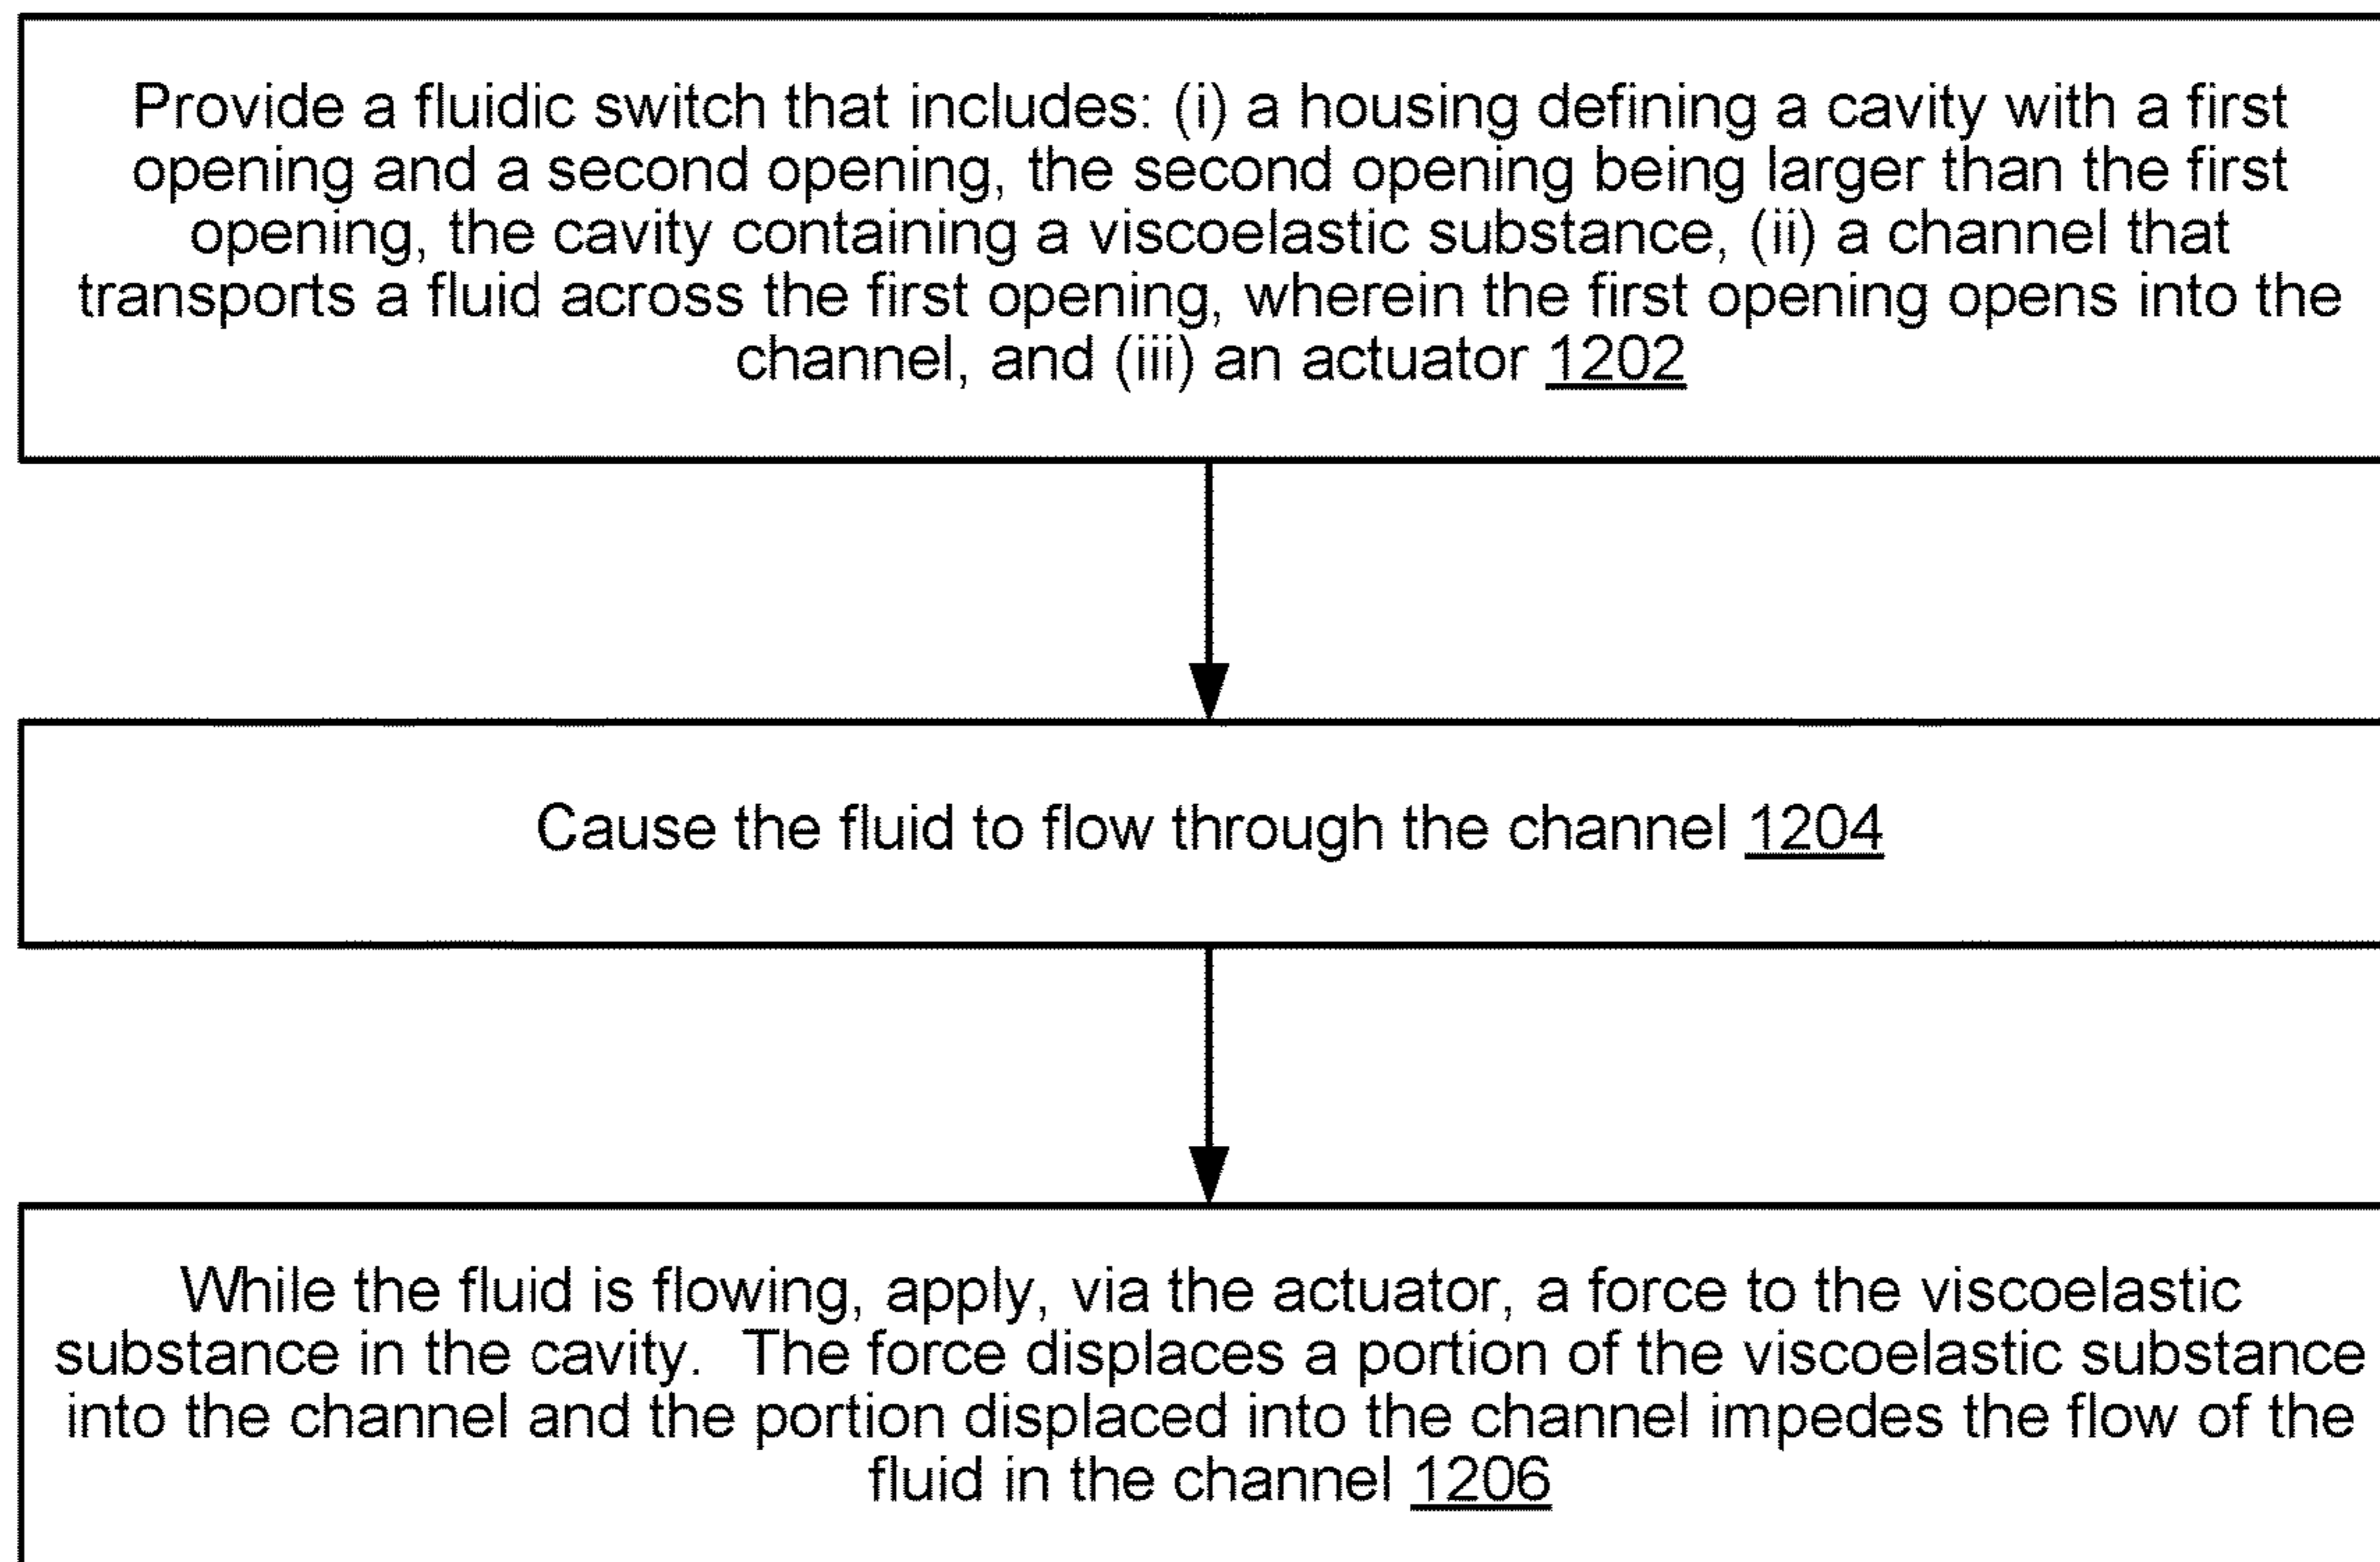 Provide a fluidic switch that includes: (i) a housing defining a cavity with a first
opening and a second opening, the second opening being larger than the first
opening, the cavity containing a viscoelastic substance, (ii) a channel that
transports a fluid across the first opening, wherein the first opening opens into the
channel, and (iii) an actuator 1202
Cause the fluid to flow through the channel 1204
While the fluid is flowing, apply, via the actuator, a force to the viscoelastic
substance in the cavity.  The force displaces a portion of the viscoelastic substance
into the channel and the portion displaced into the channel impedes the flow of the
fluid in the channel 1206